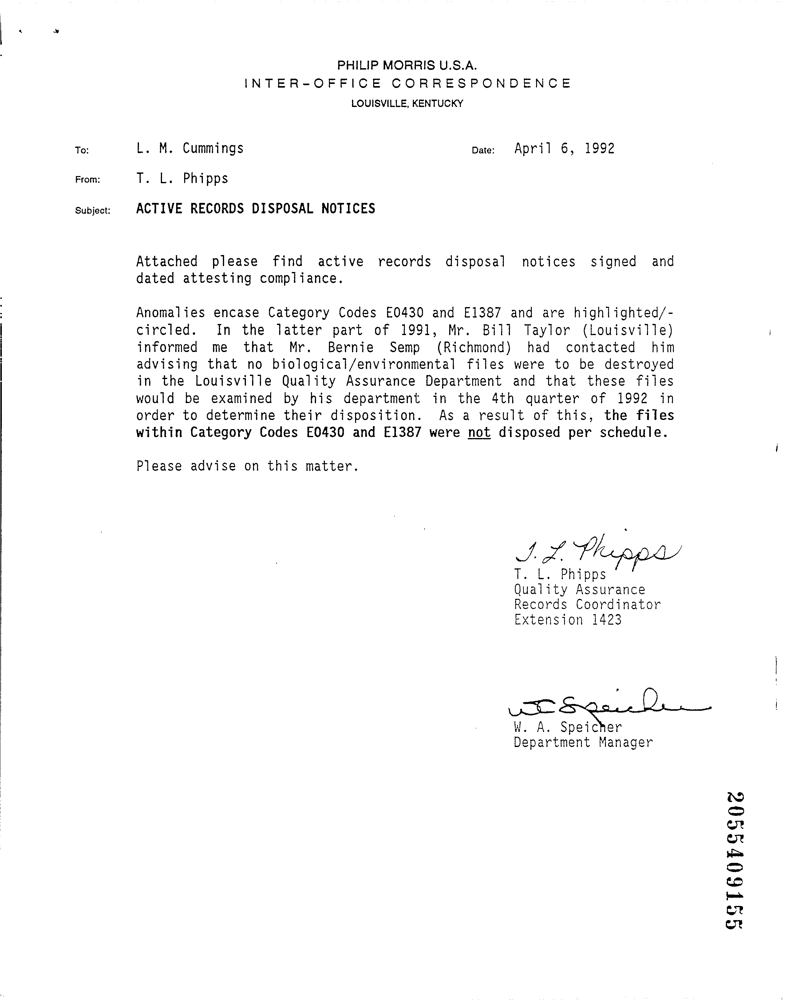 PHILIP MORRIS U.S.A.
INTER-OFFICE CORRESPONDENCE
LOUISVILLE, KENTUCKY
To: L. M. Cummings Date: April 6, 1992
From: T. L. Phipps
Subject: ACTIVE RECORDS DISPOSAL NOTICES
Attached please find active records disposal notices signed and
dated attesting compliance.
Anomalies encase Category Codes E0430 and E1387 and are highlighted/-
circled. In the latter part of 1991, Mr. Bill Taylor (Louisville)
informed me that Mr. Bernie Semp (Richmond) had contacted him
advising that no biological/environmental files were to be destroyed
in the Louisville Quality Assurance Department and that these files
would be examined by his department in the 4th quarter of 1992 in
order to determine their disposition. As a result of this, the files
within Category Codes E0430 and E1387 were not disposed per schedule.
Please advise on this matter.
T. L. Phipps
T. L. Phipps
Quality Assurance
Records Coordinator
Extension 1423
W A Speicher
W. A. Speicher
Department Manager
2055409155